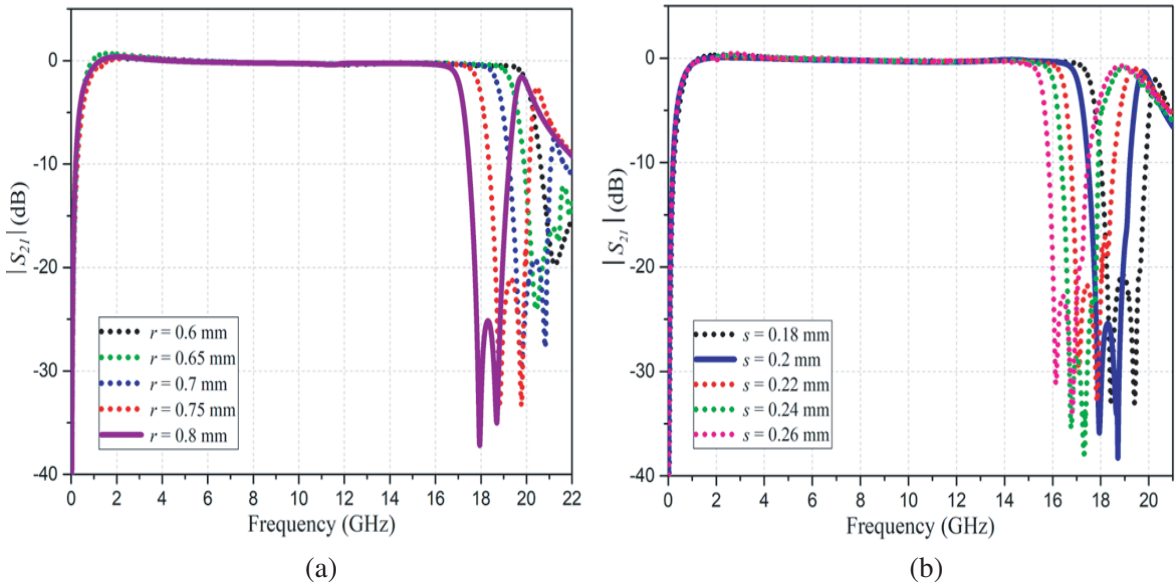 0
-10
-20
-30
-40
|S21| (dB)
r = 0.6 mm
r = 0.65 mm
r = 0.7 mm
r = 0.75 mm
r = 0.8 mm
0 2 4 6 8 10 12 14 16 18 20 22
Frequency (GHz)
(a)
0
-10
-20
-30
-40
|S21| (dB)
s = 0.18 mm
s = 0.2 mm
s = 0.22 mm
s = 0.24 mm
s = 0.26 mm
0 2 4 6 8 10 12 14 16 18 20
Frequency (GHz)
(b)